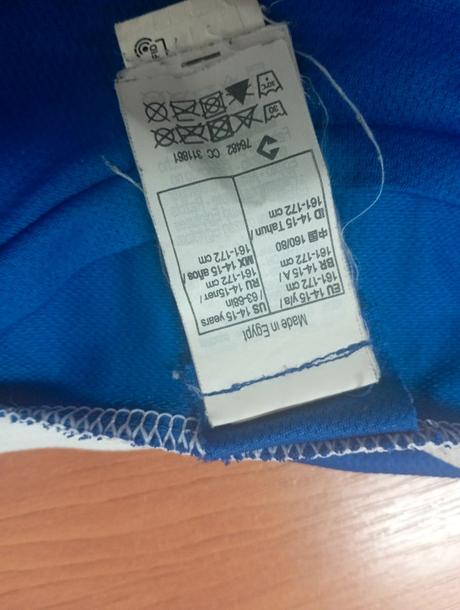 Made in Egypt
EU 14-15 y/a/
161-172 cm
BR 14-15 A/
161-172 cm
中国 160/80
ID 14-15 Tahun/
161-172 cm
US 14-15 years
/ 63-68in
RU 14-15лет/
161-172 cm
MX 14-15 años/
161-172 cm
76482 CC 311861
30
30°C